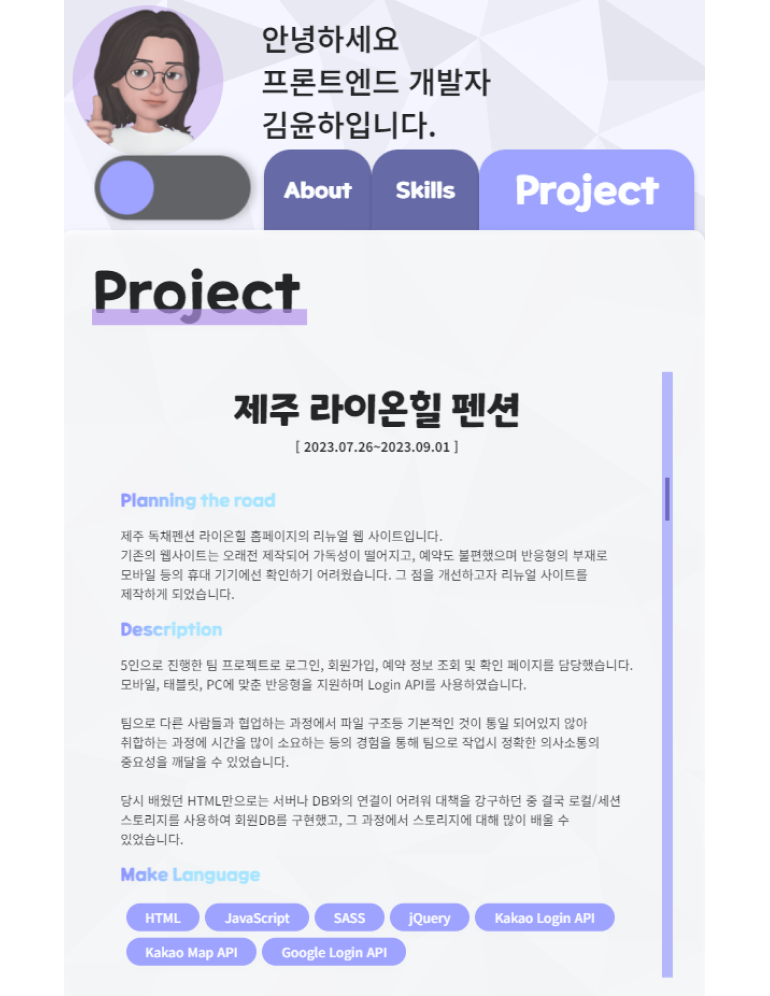 안녕하세요
프론트엔드 개발자
김윤하입니다.
About
Skills
Project
Project
제주 라이온힐 펜션
[ 2023.07.26~2023.09.01 ]
Planning the road
제주 독채펜션 라이온힐 홈페이지의 리뉴얼 웹 사이트입니다.
기존의 웹사이트는 오래전 제작되어 가독성이 떨어지고, 예약도 불편했으며 반응형의 부재로
모바일 등의 휴대 기기에선 확인하기 어려웠습니다. 그 점을 개선하고자 리뉴얼 사이트를
제작하게 되었습니다.
Description
5인으로 진행한 팀 프로젝트로 로그인, 회원가입, 예약 정보 조회 및 확인 페이지를 담당했습니다.
모바일, 태블릿, PC에 맞춘 반응형을 지원하며 Login API를 사용하였습니다.
팀으로 다른 사람들과 협업하는 과정에서 파일 구조등 기본적인 것이 통일 되어있지 않아
취합하는 과정에 시간을 많이 소요하는 등의 경험을 통해 팀으로 작업시 정확한 의사소통의
중요성을 깨달을 수 있었습니다.
당시 배웠던 HTML만으로는 서버나 DB와의 연결이 어려워 대책을 강구하던 중 결국 로컬/세션
스토리지를 사용하여 회원DB를 구현했고, 그 과정에서 스토리지에 대해 많이 배울 수
있었습니다.
Make Language
HTML
JavaScript
SASS
jQuery
Kakao Login API
Kakao Map API
Google Login API